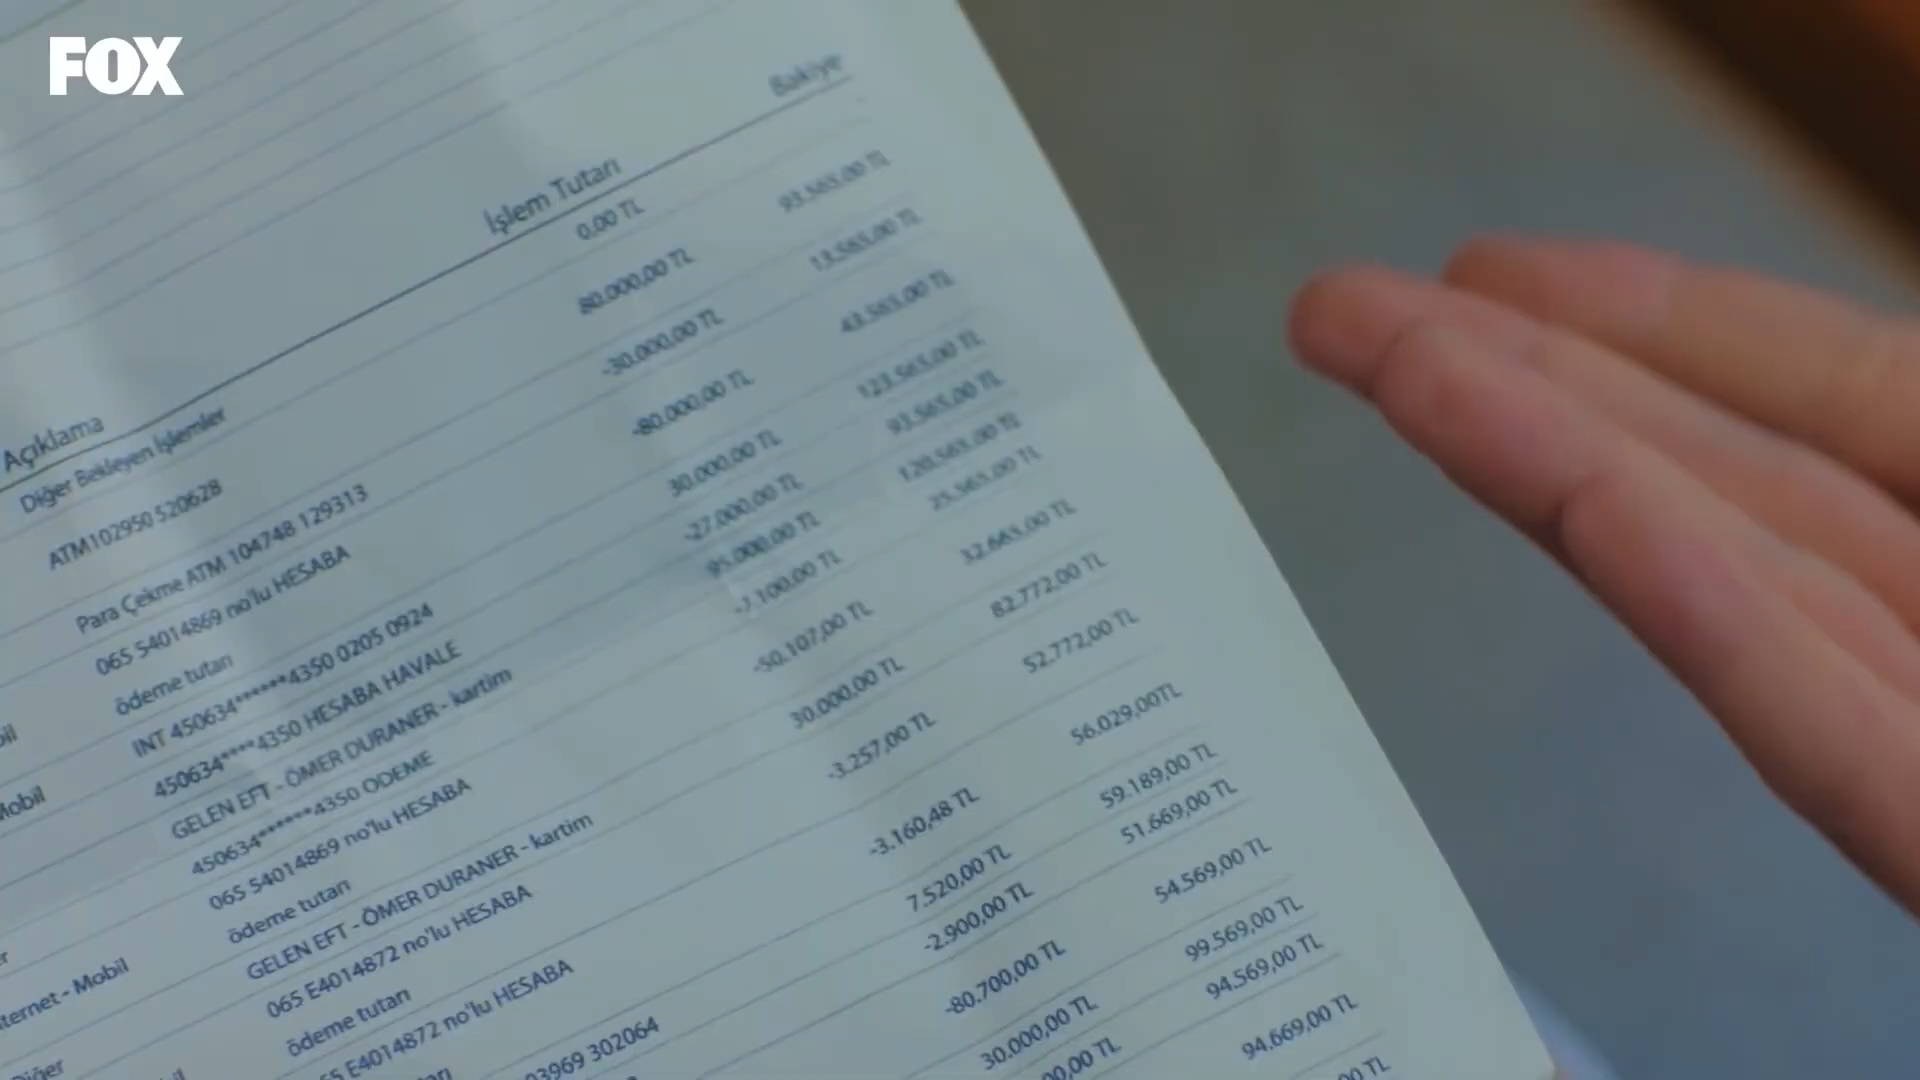 FOX
Bakiye
İşlem Tutarı
Açıklama
0,00 TL
Diğer Bekleyen İşlemler
80.000,00 TL 93.565,00 TL
ATM102950 520628
-30.000,00 TL 13.565,00 TL
Para Çekme ATM 104748 129313
-80.000,00 TL 43.565,00 TL
065 54014869 no'lu HESABA
ödeme tutarı
30.000,00 TL 123.565,00 TL
INT 450634******4350 0205 0924
-27.000,00 TL 93.565,00 TL
450634****4350 HESABA HAVALE
95.000,00 TL 120.565,00 TL
GELEN EFT - ÖMER DURANER - kartim
-7.100,00 TL 25.565,00 TL
450634******4350 ODEME
-50.107,00 TL 32.665,00 TL
065 54014869 no'lu HESABA
ödeme tutarı
30.000,00 TL 82.772,00 TL
GELEN EFT - ÖMER DURANER - kartim
-3.257,00 TL 52.772,00 TL
065 E4014872 no'lu HESABA
ödeme tutarı
-3.160,48 TL 56.029,00TL
E4014872 no'lu HESABA
7.520,00 TL 59.189,00 TL
-2.900,00 TL 51.669,00 TL
03969 302064
-80.700,00 TL 54.569,00 TL
30.000,00 TL 99.569,00 TL
94.569,00 TL
94.669,00 TL
Mobil
ternet - Mobil
Diğer